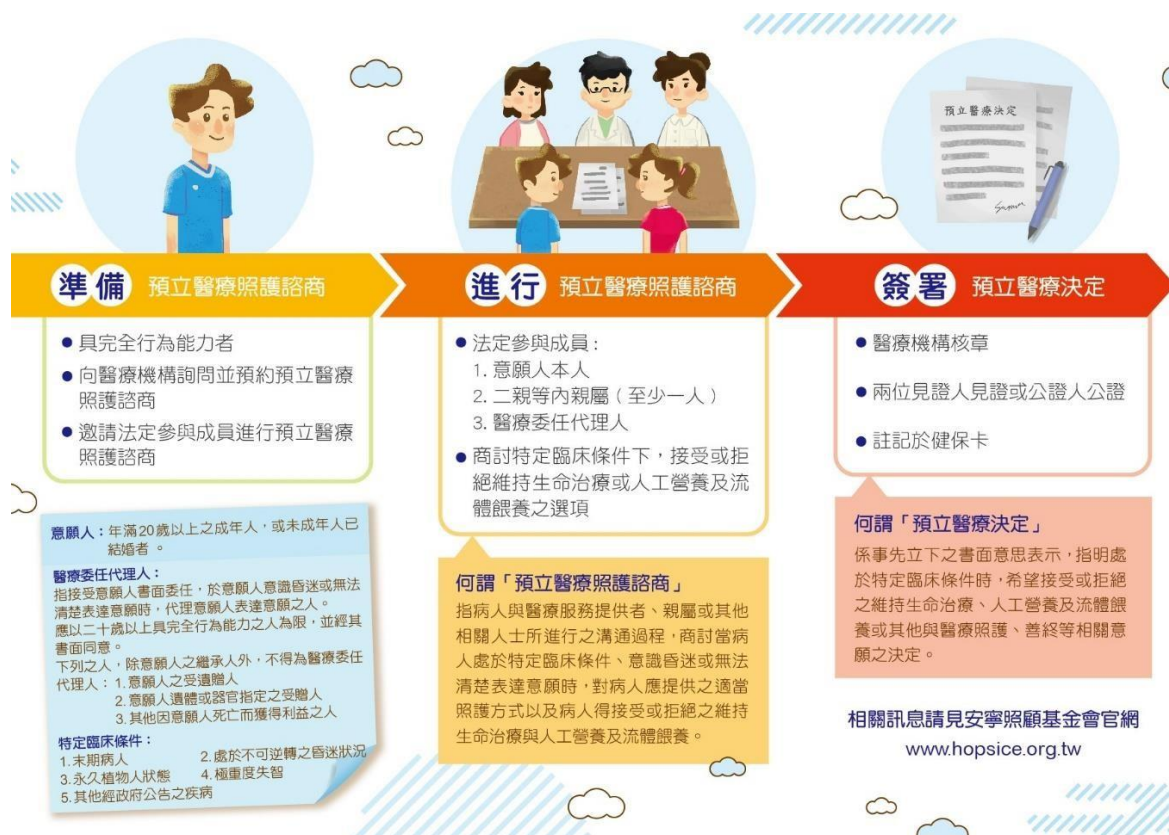 預立醫療決定
準備 預立醫療照護諮商
● 具完全行為能力者
● 向醫療機構詢問並預約預立醫療
照護諮商
● 邀請法定參與成員進行預立醫療
照護諮商
意願人：年滿20歲以上之成年人，或未成年人已
結婚者 。
醫療委任代理人：
指接受意願人書面委任，於意願人意識昏迷或無法
清楚表達意願時，代理意願人表達意願之人。
應以二十歲以上具完全行為能力之人為限，並經其
書面同意。
下列之人，除意願人之繼承人外，不得為醫療委任
代理人：1.意願人之受遺贈人
2.意願人遺體或器官指定之受贈人
3.其他因意願人死亡而獲得利益之人
特定臨床條件：
1.末期病人 2.處於不可逆轉之昏迷狀況
3.永久植物人狀態 4.極重度失智
5.其他經政府公告之疾病
進行 預立醫療照護諮商
● 法定參與成員：
1. 意願人本人
2. 二親等內親屬（至少一人）
3. 醫療委任代理人
● 商討特定臨床條件下，接受或拒
絕維持生命治療或人工營養及流
體餵養之選項
何謂「預立醫療照護諮商」
指病人與醫療服務提供者、親屬或其他
相關人士所進行之溝通過程，商討當病
人處於特定臨床條件、意識昏迷或無法
清楚表達意願時，對病人應提供之適當
照護方式以及病人得接受或拒絕之維持
生命治療與人工營養及流體餵養。
簽署 預立醫療決定
● 醫療機構核章
● 兩位見證人見證或公證人公證
● 註記於健保卡
何謂「預立醫療決定」
係事先立下之書面意思表示，指明處
於特定臨床條件時，希望接受或拒絕
之維持生命治療、人工營養及流體餵
養或其他與醫療照護、善終等相關意
願之決定。
相關訊息請見安寧照顧基金會官網
www.hopsice.org.tw